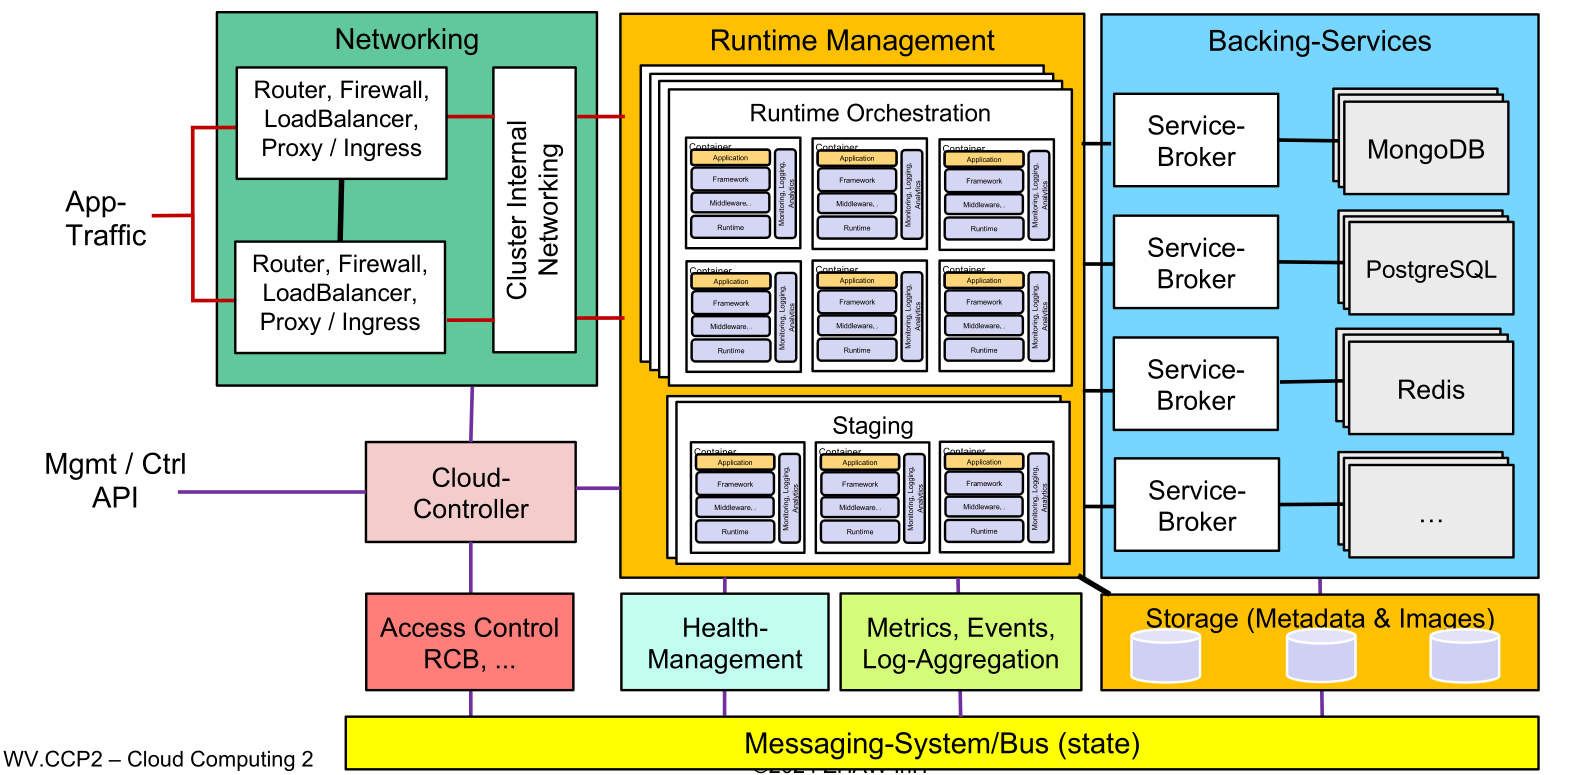 Networking
Router, Firewall,
LoadBalancer,
Proxy / Ingress
Router, Firewall,
LoadBalancer,
Proxy / Ingress
Cluster Internal
Networking
App-
Traffic
Mgmt / Ctrl
API
Cloud-
Controller
Access Control
RCB, ...
Runtime Management
Runtime Orchestration
Container
Application
Framework
Middleware, .
Runtime
Monitoring, Logging,
Analytics
Container
Application
Framework
Middleware, .
Runtime
Monitoring, Logging,
Analytics
Container
Application
Framework
Middleware, .
Runtime
Monitoring, Logging,
Analytics
Container
Application
Framework
Middleware, .
Runtime
Monitoring, Logging,
Analytics
Container
Application
Framework
Middleware, .
Runtime
Monitoring, Logging,
Analytics
Container
Application
Framework
Middleware, .
Runtime
Monitoring, Logging,
Analytics
Staging
Container
Application
Framework
Middleware, .
Runtime
Monitoring, Logging,
Analytics
Container
Application
Framework
Middleware, .
Runtime
Monitoring, Logging,
Analytics
Container
Application
Framework
Middleware, .
Runtime
Monitoring, Logging,
Analytics
Backing-Services
Service-
Broker
MongoDB
Service-
Broker
PostgreSQL
Service-
Broker
Redis
Service-
Broker
...
Health-
Management
Metrics, Events,
Log-Aggregation
Storage (Metadata & Images)
Messaging-System/Bus (state)
WV.CCP2 – Cloud Computing 2